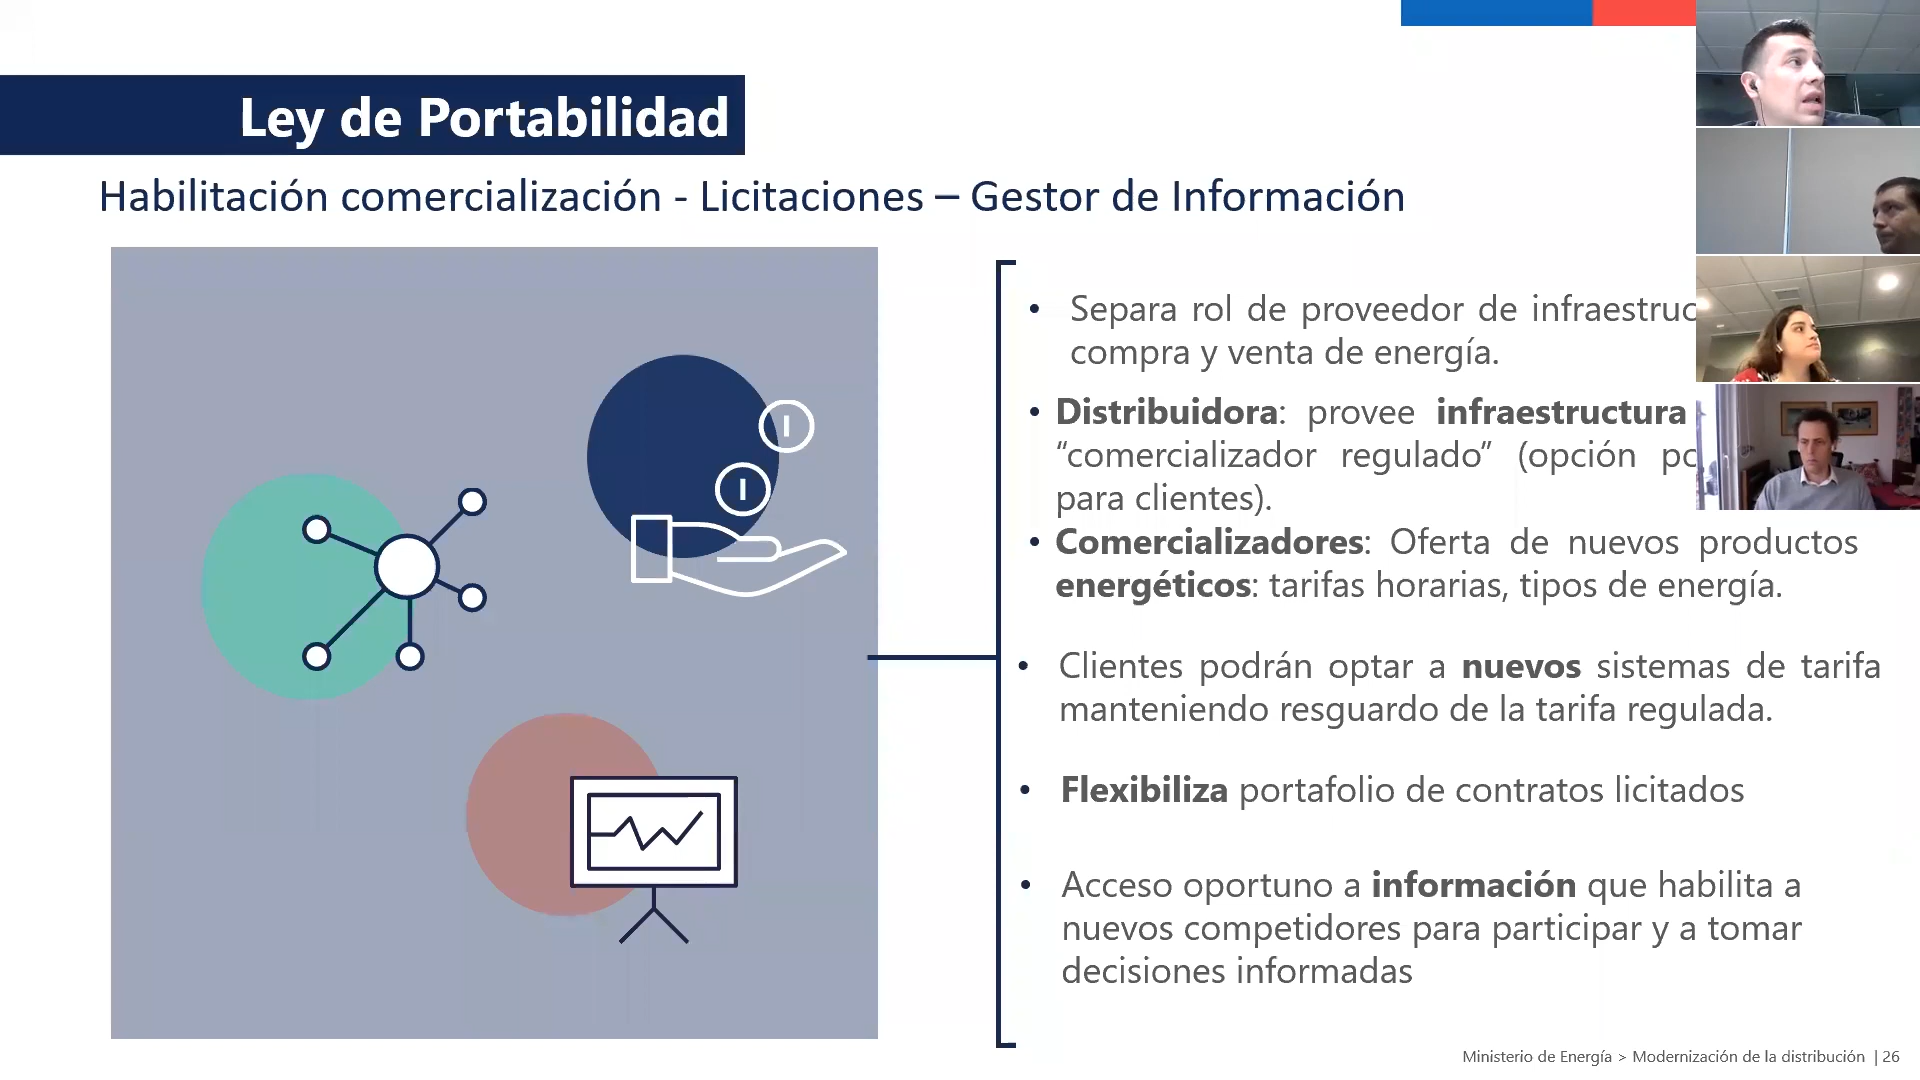 Ley de Portabilidad
Habilitación comercialización - Licitaciones – Gestor de Información
• Separa rol de proveedor de
compra y venta de energía.
• Distribuidora: provee infraestructura
“comercializador regulado” (opción
para clientes).
• Comercializadores: Oferta de nuevos productos
energéticos: tarifas horarias, tipos de energía.
• Clientes podrán optar a nuevos sistemas de tarifa
manteniendo resguardo de la tarifa regulada.
• Flexibiliza portafolio de contratos licitados
• Acceso oportuno a información que habilita a
nuevos competidores para participar y a tomar
decisiones informadas
Ministerio de Energía > Modernización de la distribución | 26